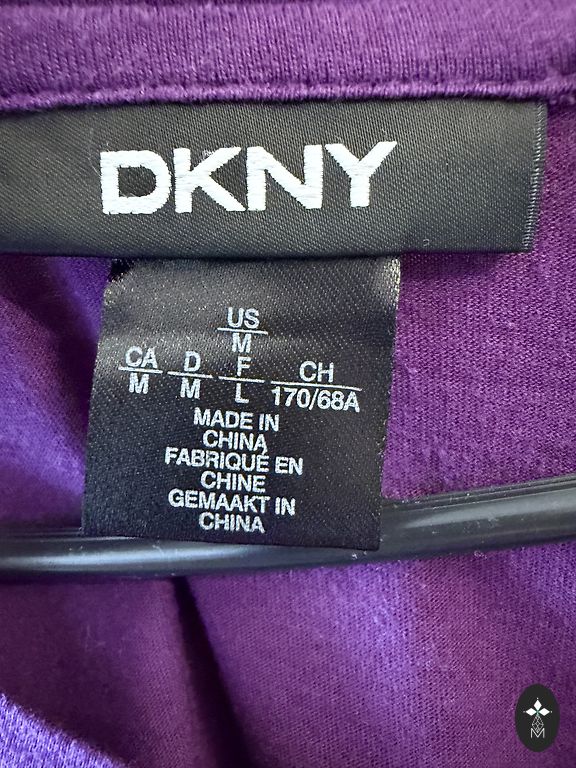 DKNY
US
M
CA D F CH
M M L 170/68A
MADE IN
CHINA
FABRIQUÉ EN
CHINE
GEMAAKT IN
CHINA
M